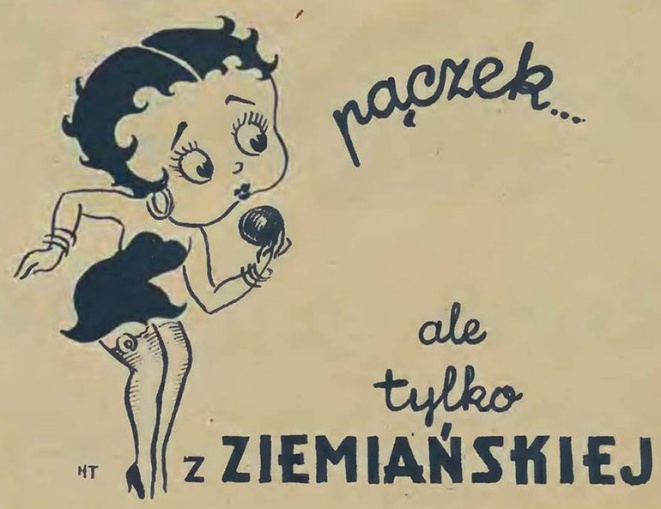 pączek...
ale
tylko
z ZIEMIAŃSKIEJ
HT